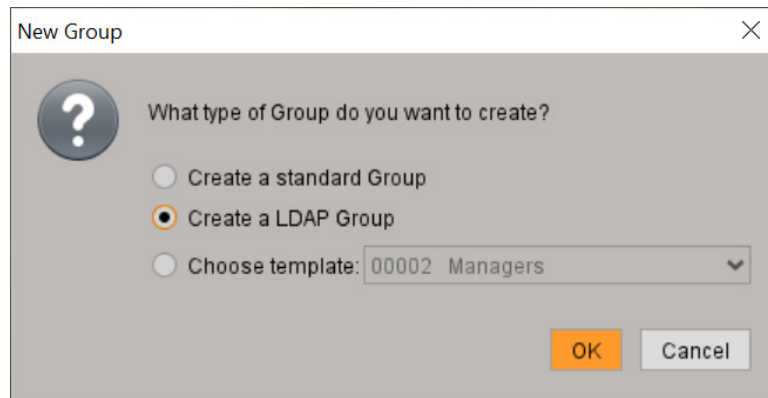 New Group
What type of Group do you want to create?
Create a standard Group
Create a LDAP Group
Choose template: 00002 Managers
OK Cancel